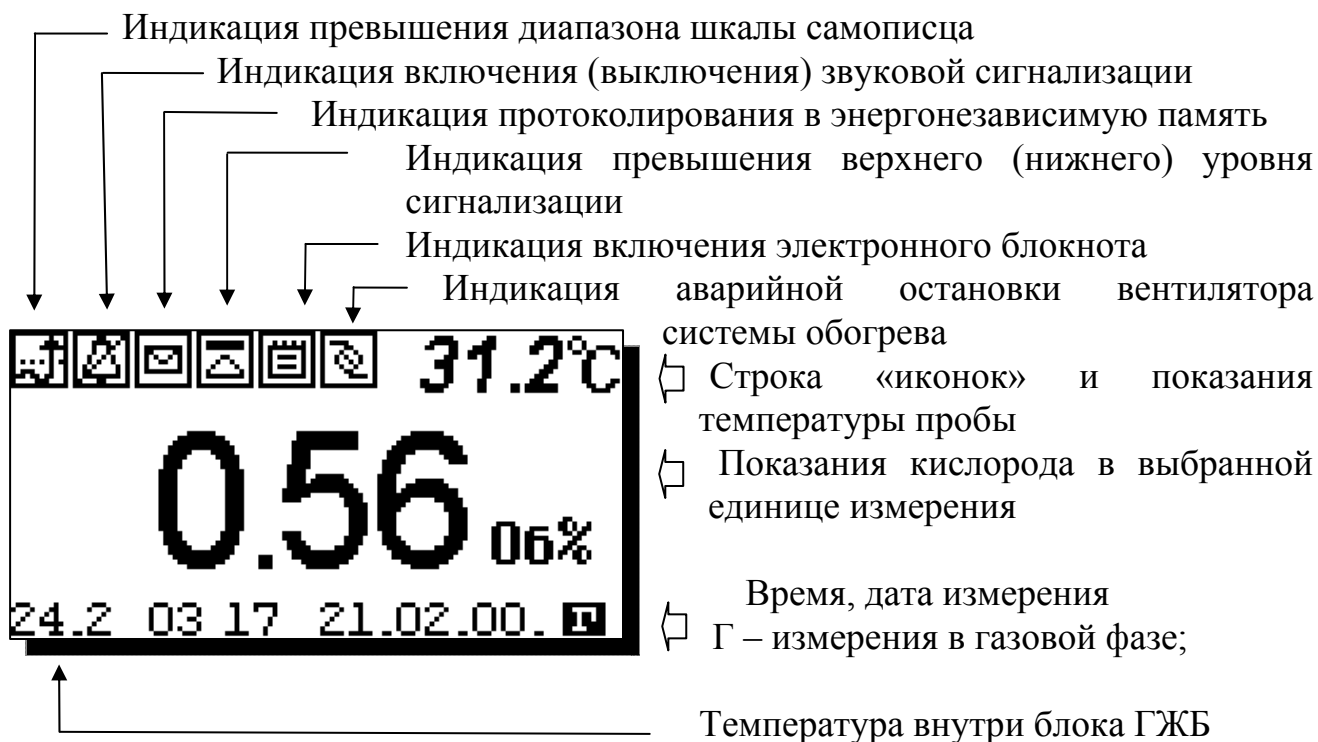 Индикация превышения диапазона шкалы самописца
Индикация включения (выключения) звуковой сигнализации
Индикация протоколирования в энергонезависимую память
Индикация превышения верхнего (нижнего) уровня
сигнализации
Индикация включения электронного блокнота
Индикация аварийной остановки вентилятора
системы обогрева
31.2°C
Строка «иконок» и показания
температуры пробы
0.56 Об%
Показания кислорода в выбранной
единице измерения
24.2 03 17 21.02.00. Г
Время, дата измерения
Г – измерения в газовой фазе;
Температура внутри блока ГЖБ